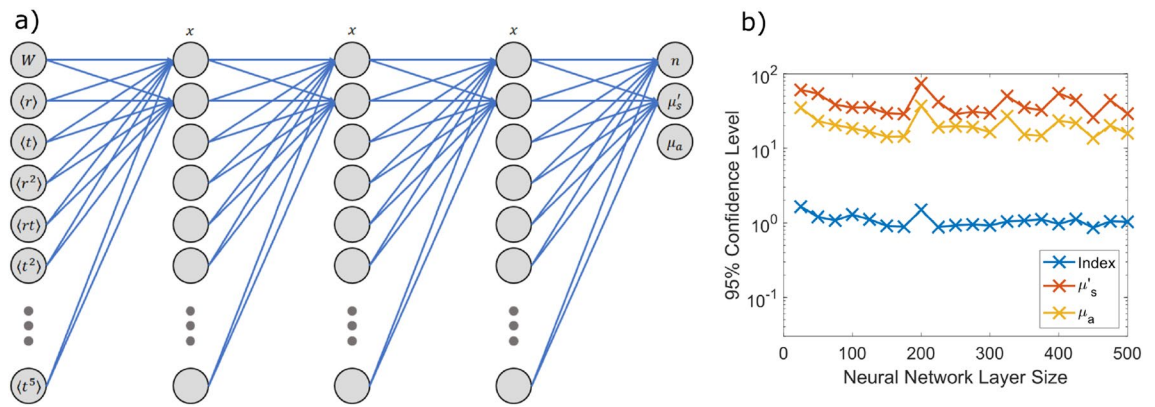 a)
x x x
W n
⟨r⟩ μ′s
⟨t⟩ μa
⟨r²⟩
⟨rt⟩
⟨t²⟩
⟨t⁵⟩
b)
95% Confidence Level
10²
10¹
10⁰
10⁻¹
Index
μ's
μa
0 100 200 300 400 500
Neural Network Layer Size